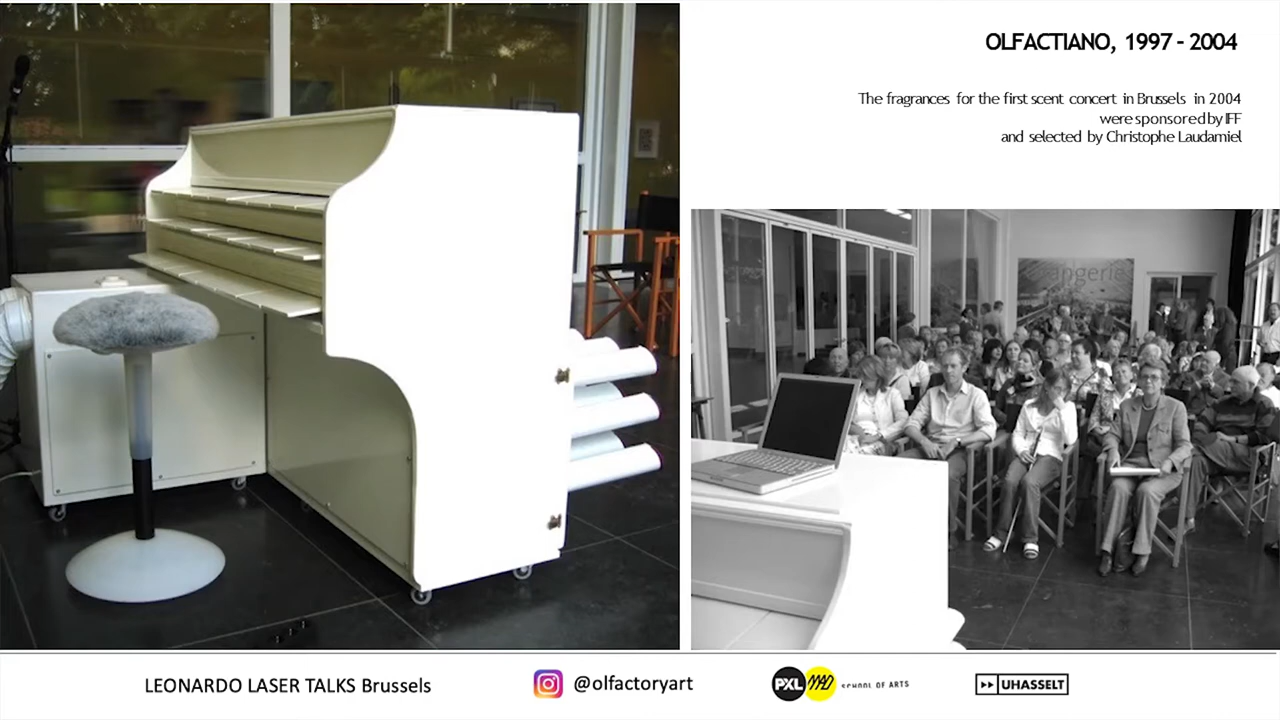 OLFACTIANO, 1997 - 2004
The fragrances for the first scent concert in Brussels in 2004
were sponsored by IFF
and selected by Christophe Laudamiel
angerie
LEONARDO LASER TALKS Brussels
@olfactoryart
PXL MAD SCHOOL OF ARTS
UHASSELT